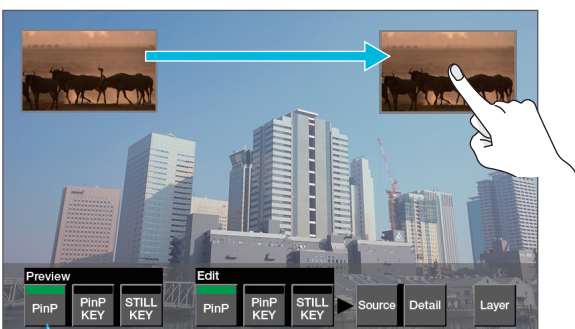 Preview
Edit
PinP
PinP
KEY
STILL
KEY
PinP
PinP
KEY
STILL
KEY
Source
Detail
Layer